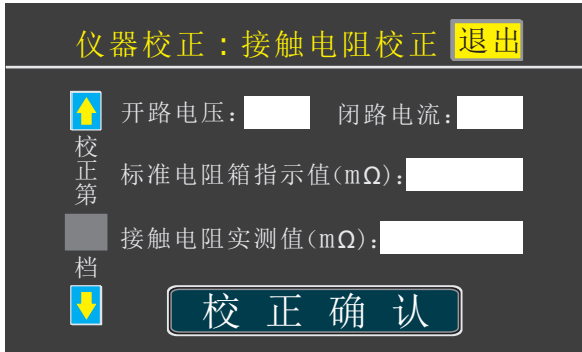 仪器校正：接触电阻校正 退出
开路电压： 闭路电流：
校正第
标准电阻箱指示值(mΩ)：
接触电阻实测值(mΩ)：
档
校正确认